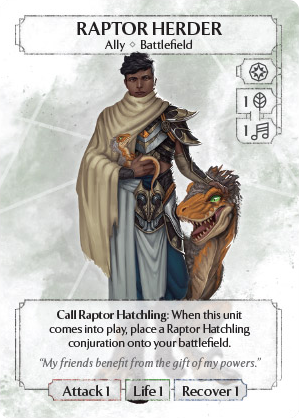 RAPTOR HERDER
Ally ⟐ Battlefield
1
1
Call Raptor Hatchling: When this unit
comes into play, place a Raptor Hatchling
conjuration onto your battlefield.
“My friends benefit from the gift of my powers.”
Attack 1 Life 1 Recover 1